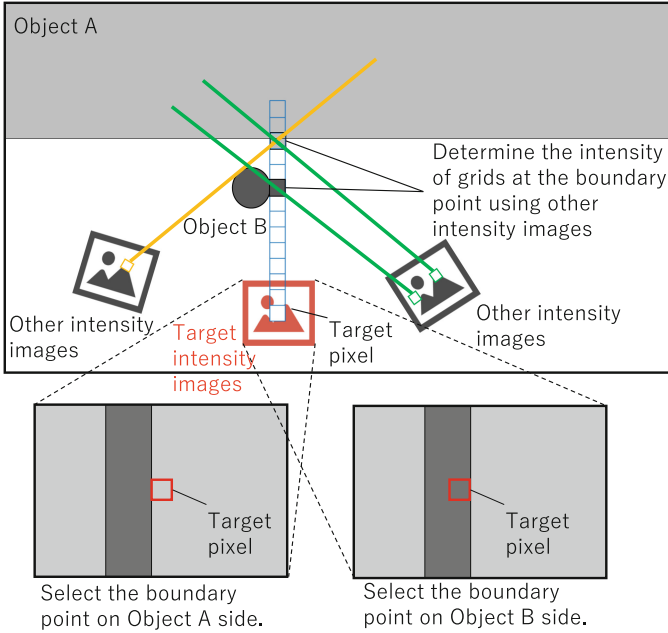 Object A
Determine the intensity
of grids at the boundary
point using other
intensity images
Object B
Other intensity
images
Target
intensity
images
Target
pixel
Other intensity
images
Target
pixel
Select the boundary
point on Object A side.
Target
pixel
Select the boundary
point on Object B side.